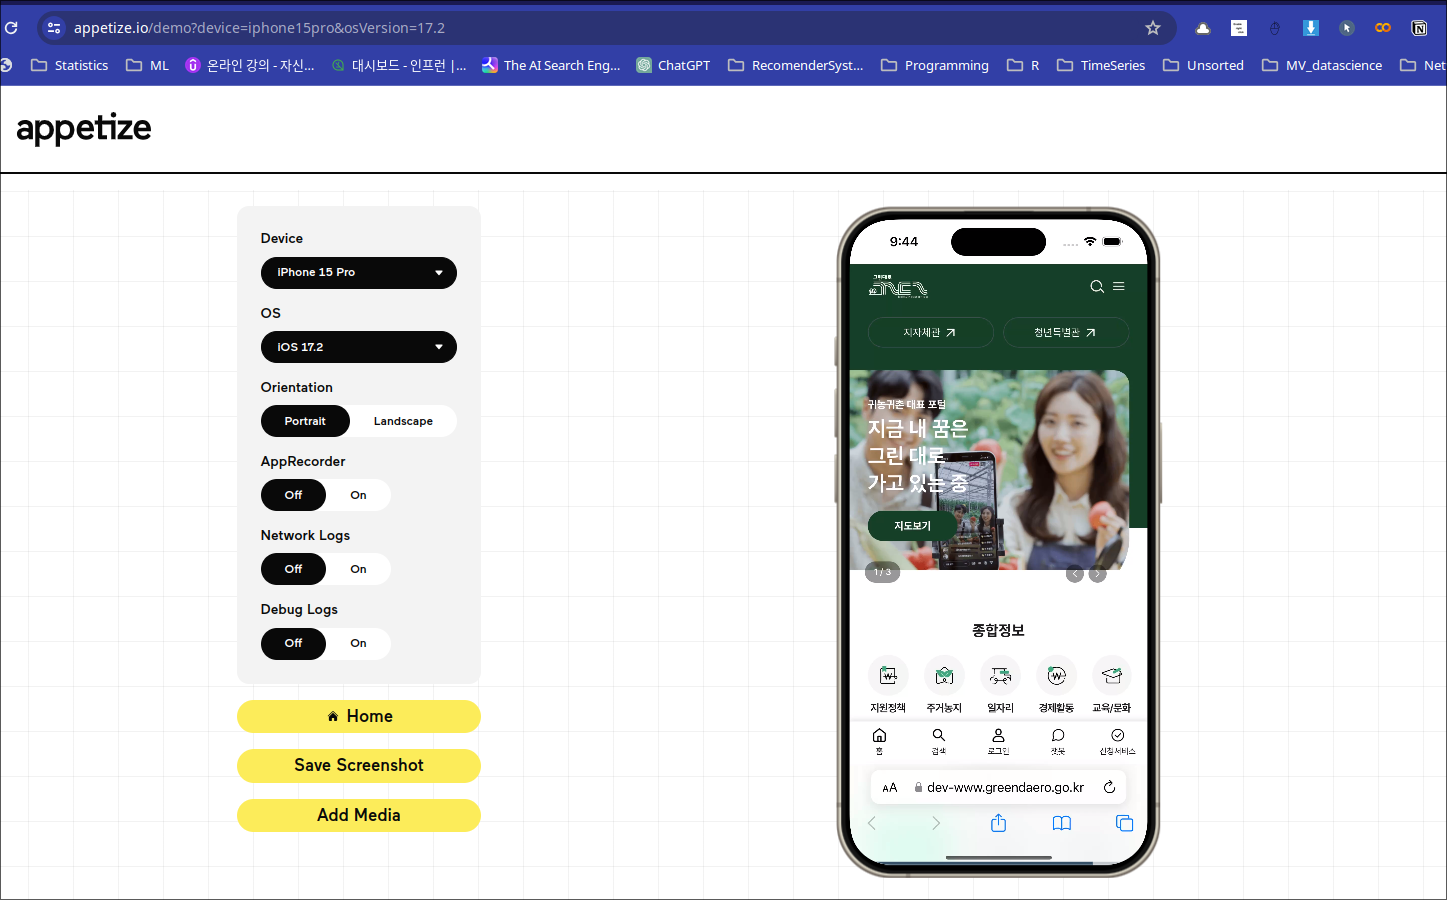 appetize.io/demo?device=iphone15pro&osVersion=17.2
Statistics
ML
온라인 강의 - 자신...
대시보드 - 인프런 |...
The AI Search Eng...
ChatGPT
RecomenderSyst...
Programming
R
TimeSeries
Unsorted
MV_datascience
Net
appetize
Device
iPhone 15 Pro
OS
iOS 17.2
Orientation
Portrait
Landscape
AppRecorder
Off
On
Network Logs
Off
On
Debug Logs
Off
On
Home
Save Screenshot
Add Media
9:44
그린대로
지자체관
청년특별관
귀농귀촌 대표 포털
지금 내 꿈은
그린 대로
가고 있는 중
지도보기
1 / 3
종합정보
지원정책
주거농지
일자리
경제활동
교육/문화
홈
검색
로그인
챗봇
신청서비스
AA
dev-www.greendaero.go.kr